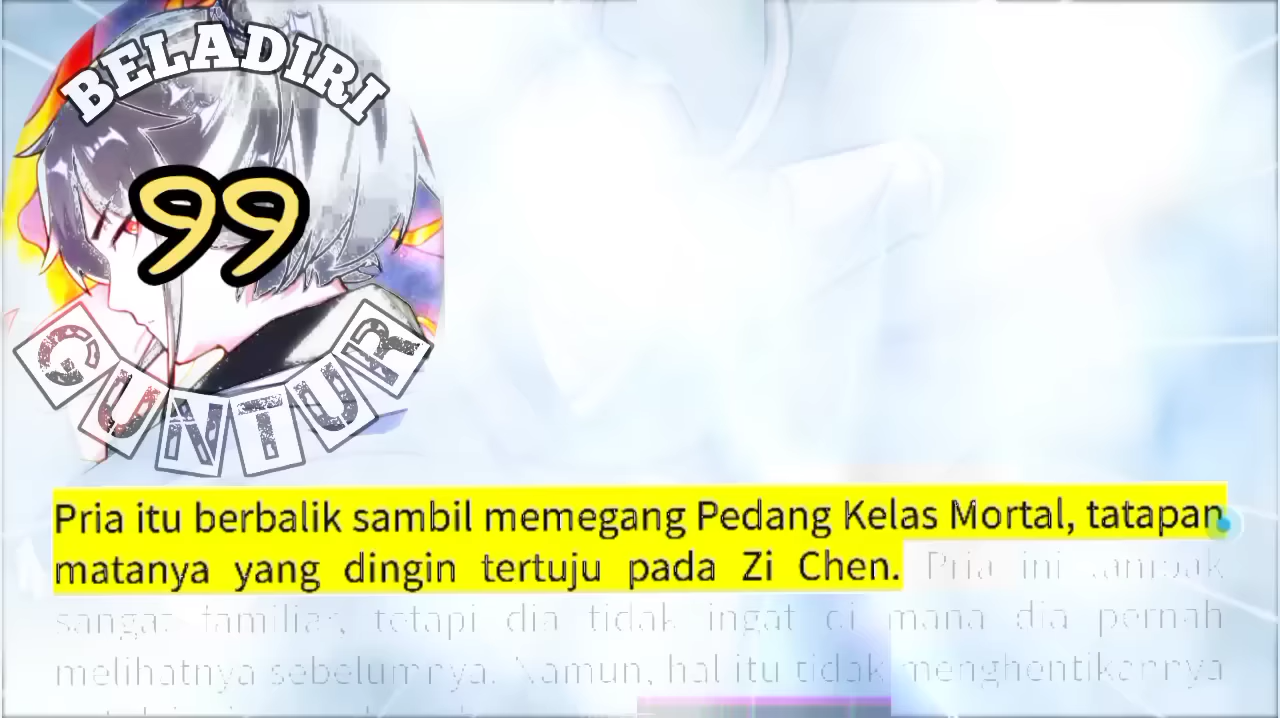 BELADIRI
99
GUNTUR
Pria itu berbalik sambil memegang Pedang Kelas Mortal, tatapan
matanya yang dingin tertuju pada Zi Chen. Pria ini tampak
sangat familiar, tetapi dia tidak ingat di mana dia pernah
melihatnya sebelumnya. Namun, hal itu tidak menghentikannya